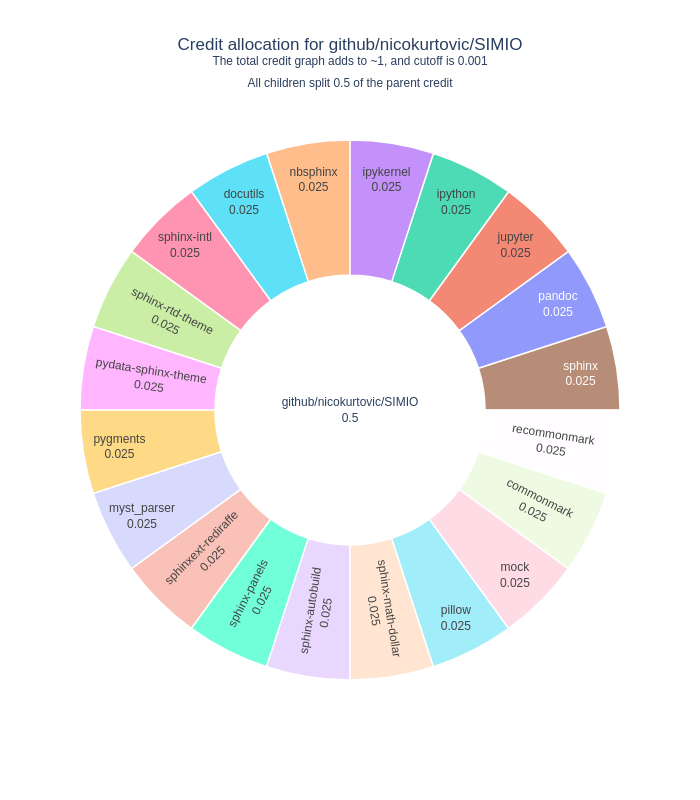 Credit allocation for github/nicokurtovic/SIMIO
The total credit graph adds to ~1, and cutoff is 0.001
All children split 0.5 of the parent credit
nbsphinx
0.025
ipykernel
0.025
docutils
0.025
ipython
0.025
sphinx-intl
0.025
jupyter
0.025
sphinx-rtd-theme
0.025
pandoc
0.025
pydata-sphinx-theme
0.025
sphinx
0.025
github/nicokurtovic/SIMIO
0.5
pygments
0.025
recommonmark
0.025
myst_parser
0.025
commonmark
0.025
sphinxext-rediraffe
0.025
mock
0.025
sphinx-panels
0.025
pillow
0.025
sphinx-autobuild
0.025
sphinx-math-dollar
0.025